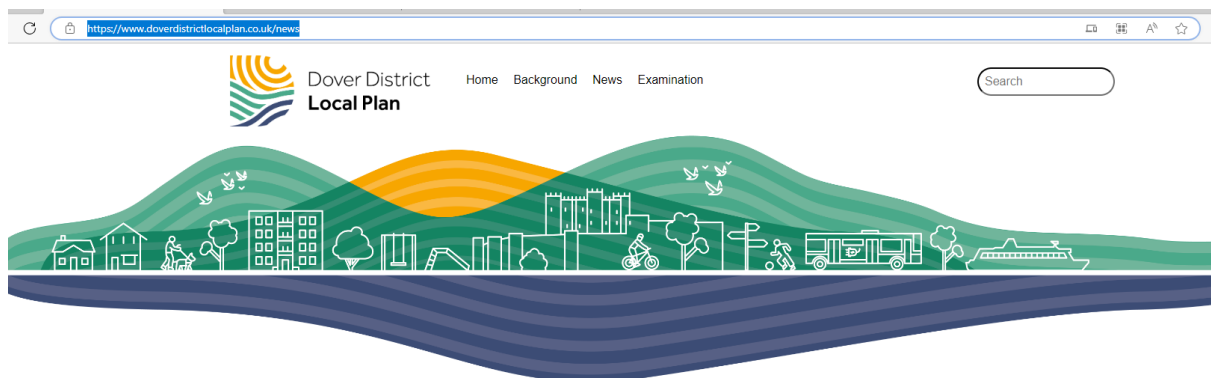 https://www.doverdistrictlocalplan.co.uk/news
Dover District
Local Plan
Home Background News Examination
Search